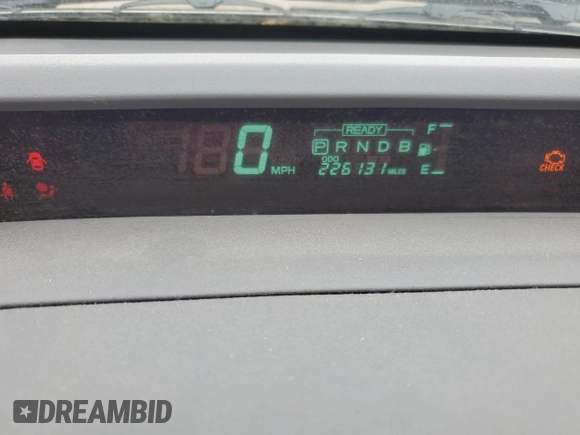 READY F
0 MPH P R N D B
ODO
226131 MILES E
CHECK
DREAMBID